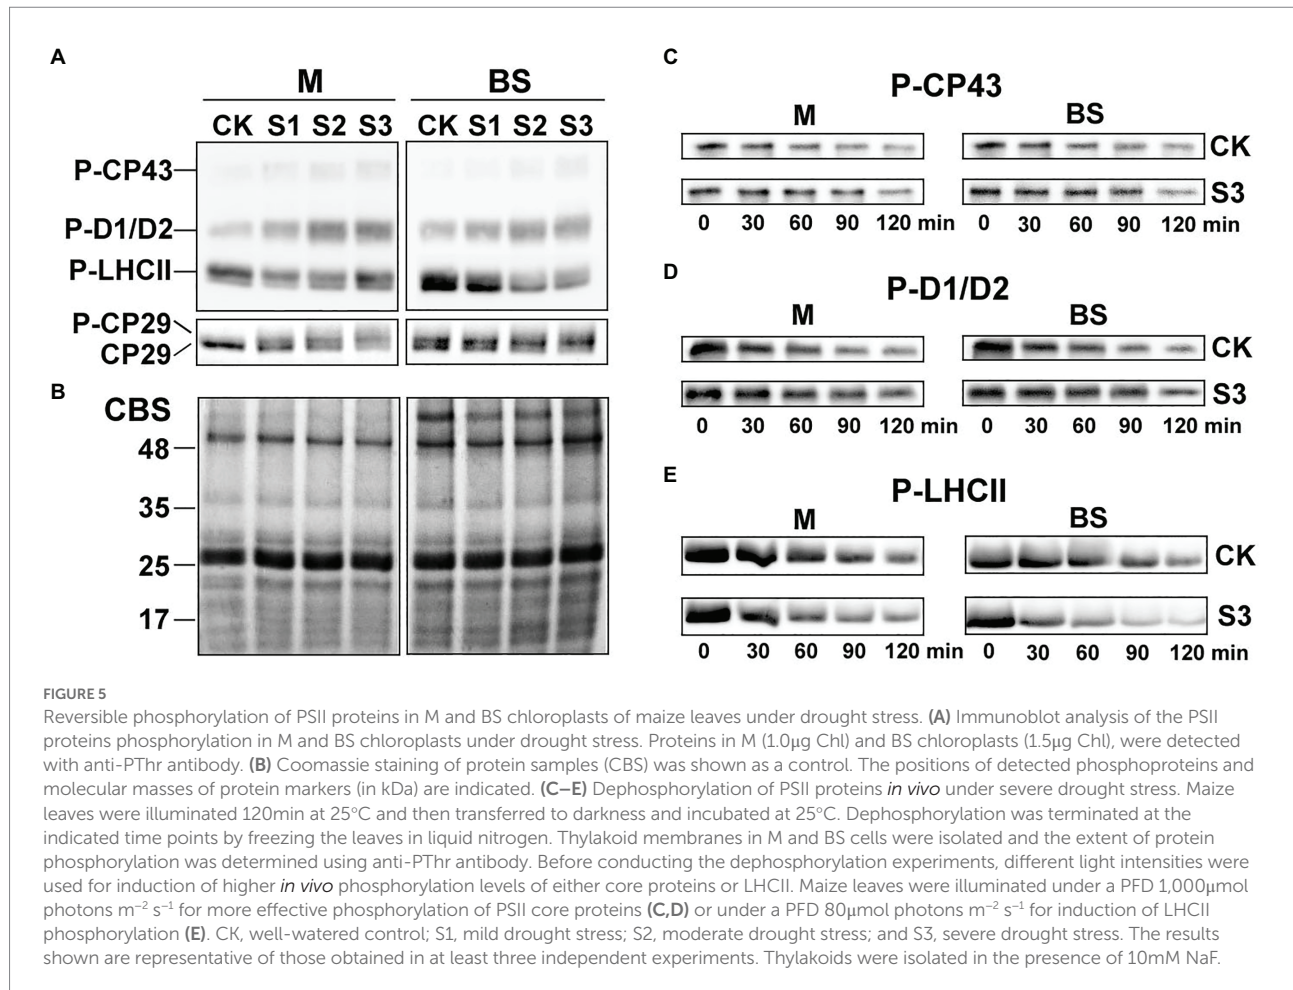 A
M BS
CK S1 S2 S3 CK S1 S2 S3
P-CP43
P-D1/D2
P-LHCII
P-CP29
CP29
B
CBS
48
35
25
17
C
P-CP43
M BS
CK
S3
0 30 60 90 120 min 0 30 60 90 120 min
D
P-D1/D2
M BS
CK
S3
0 30 60 90 120 min 0 30 60 90 120 min
E
P-LHCII
M BS
CK
S3
0 30 60 90 120 min 0 30 60 90 120 min
FIGURE 5
Reversible phosphorylation of PSII proteins in M and BS chloroplasts of maize leaves under drought stress. (A) Immunoblot analysis of the PSII
proteins phosphorylation in M and BS chloroplasts under drought stress. Proteins in M (1.0μg Chl) and BS chloroplasts (1.5μg Chl), were detected
with anti-PThr antibody. (B) Coomassie staining of protein samples (CBS) was shown as a control. The positions of detected phosphoproteins and
molecular masses of protein markers (in kDa) are indicated. (C–E) Dephosphorylation of PSII proteins in vivo under severe drought stress. Maize
leaves were illuminated 120min at 25°C and then transferred to darkness and incubated at 25°C. Dephosphorylation was terminated at the
indicated time points by freezing the leaves in liquid nitrogen. Thylakoid membranes in M and BS cells were isolated and the extent of protein
phosphorylation was determined using anti-PThr antibody. Before conducting the dephosphorylation experiments, different light intensities were
used for induction of higher in vivo phosphorylation levels of either core proteins or LHCII. Maize leaves were illuminated under a PFD 1,000μmol
photons m⁻² s⁻¹ for more effective phosphorylation of PSII core proteins (C,D) or under a PFD 80μmol photons m⁻² s⁻¹ for induction of LHCII
phosphorylation (E). CK, well-watered control; S1, mild drought stress; S2, moderate drought stress; and S3, severe drought stress. The results
shown are representative of those obtained in at least three independent experiments. Thylakoids were isolated in the presence of 10mM NaF.